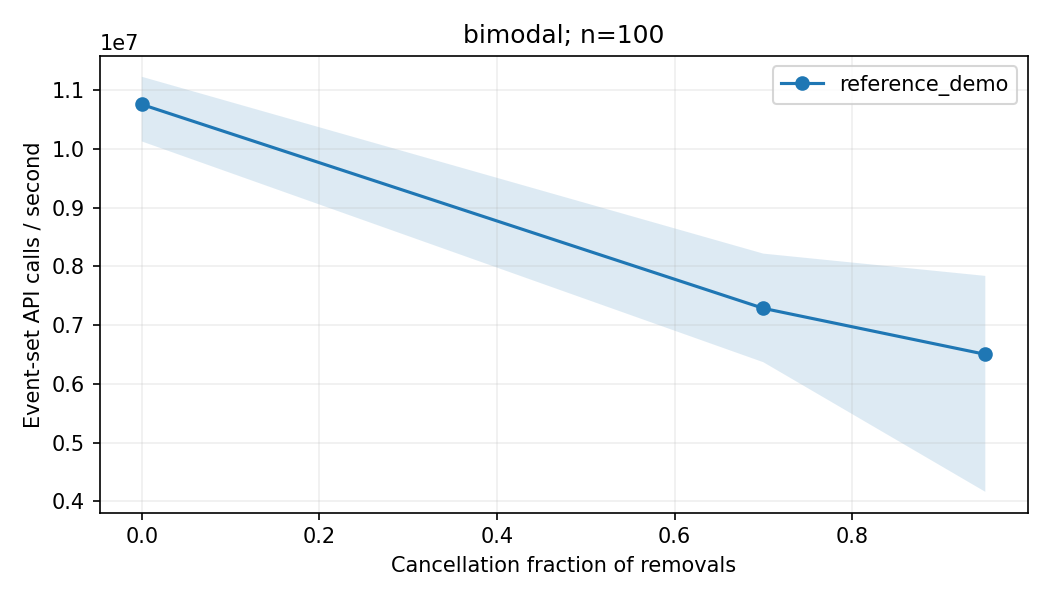 bimodal; n=100
1e7
reference_demo
1.1
1.0
0.9
0.8
0.7
0.6
0.5
0.4
Event-set API calls / second
0.0 0.2 0.4 0.6 0.8
Cancellation fraction of removals